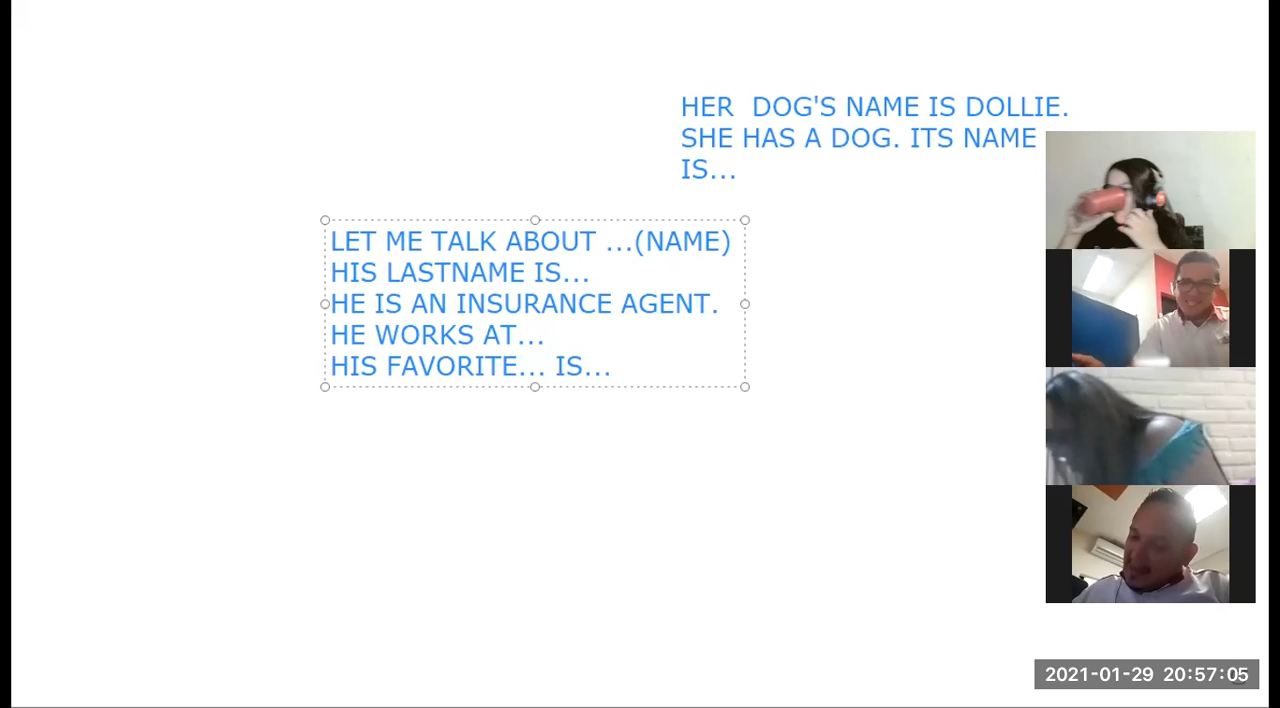 HER DOG'S NAME IS DOLLIE.
SHE HAS A DOG. ITS NAME
IS...
LET ME TALK ABOUT ...(NAME)
HIS LASTNAME IS...
HE IS AN INSURANCE AGENT.
HE WORKS AT...
HIS FAVORITE... IS...
2021-01-29 20:57:05